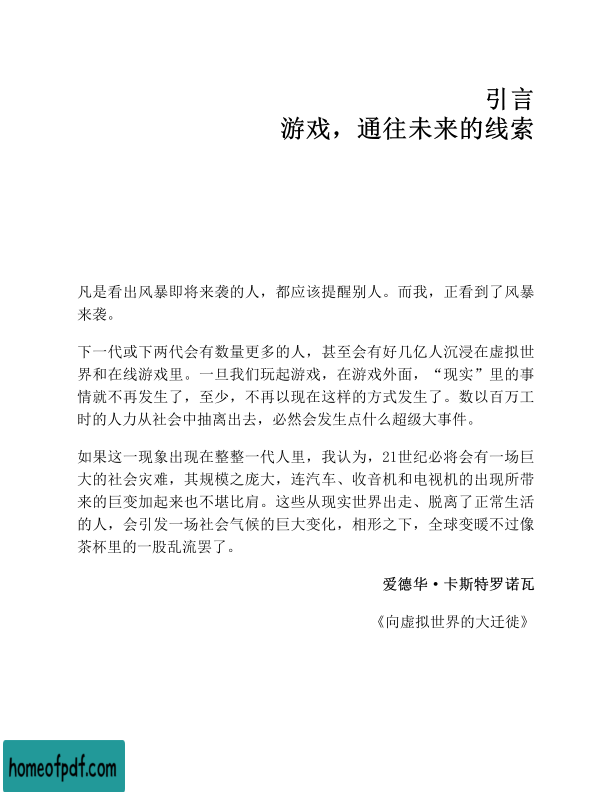 引言
游戏，通往未来的线索
凡是看出风暴即将来袭的人，都应该提醒别人。而我，正看到了风暴
来袭。
下一代或下两代会有数量更多的人，甚至会有好几亿人沉浸在虚拟世
界和在线游戏里。一旦我们玩起游戏，在游戏外面，“现实”里的事
情就不再发生了，至少，不再以现在这样的方式发生了。数以百万工
时的人力从社会中抽离出去，必然会发生点什么超级大事件。
如果这一现象出现在整整一代人里，我认为，21世纪必将会有一场巨
大的社会灾难，其规模之庞大，连汽车、收音机和电视机的出现所带
来的巨变加起来也不堪比肩。这些从现实世界出走、脱离了正常生活
的人，会引发一场社会气候的巨大变化，相形之下，全球变暖不过像
茶杯里的一股乱流罢了。
爱德华·卡斯特罗诺瓦
《向虚拟世界的大迁徙》
homeofpdf.com